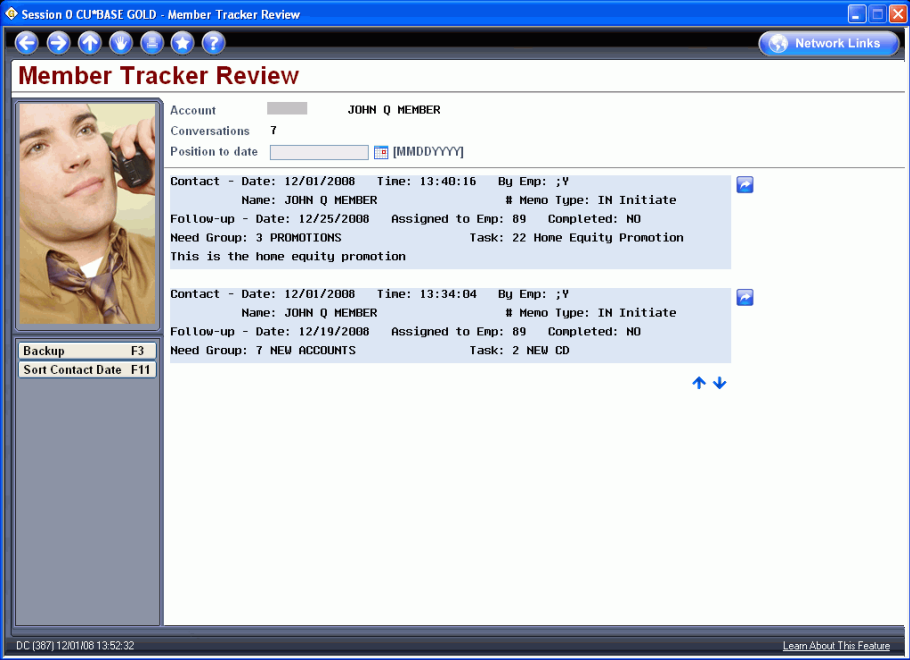 Session 0 CU*BASE GOLD - Member Tracker Review
Network Links
Member Tracker Review
Account JOHN Q MEMBER
Conversations 7
Position to date [MMDDYYYY]
Contact - Date: 12/01/2008 Time: 13:40:16 By Emp: ;Y
Name: JOHN Q MEMBER # Memo Type: IN Initiate
Follow-up - Date: 12/25/2008 Assigned to Emp: 89 Completed: NO
Need Group: 3 PROMOTIONS Task: 22 Home Equity Promotion
This is the home equity promotion
Contact - Date: 12/01/2008 Time: 13:34:04 By Emp: ;Y
Name: JOHN Q MEMBER # Memo Type: IN Initiate
Follow-up - Date: 12/19/2008 Assigned to Emp: 89 Completed: NO
Need Group: 7 NEW ACCOUNTS Task: 2 NEW CD
Backup F3
Sort Contact Date F11
DC (387) 12/01/08 13:52:32
Learn About This Feature